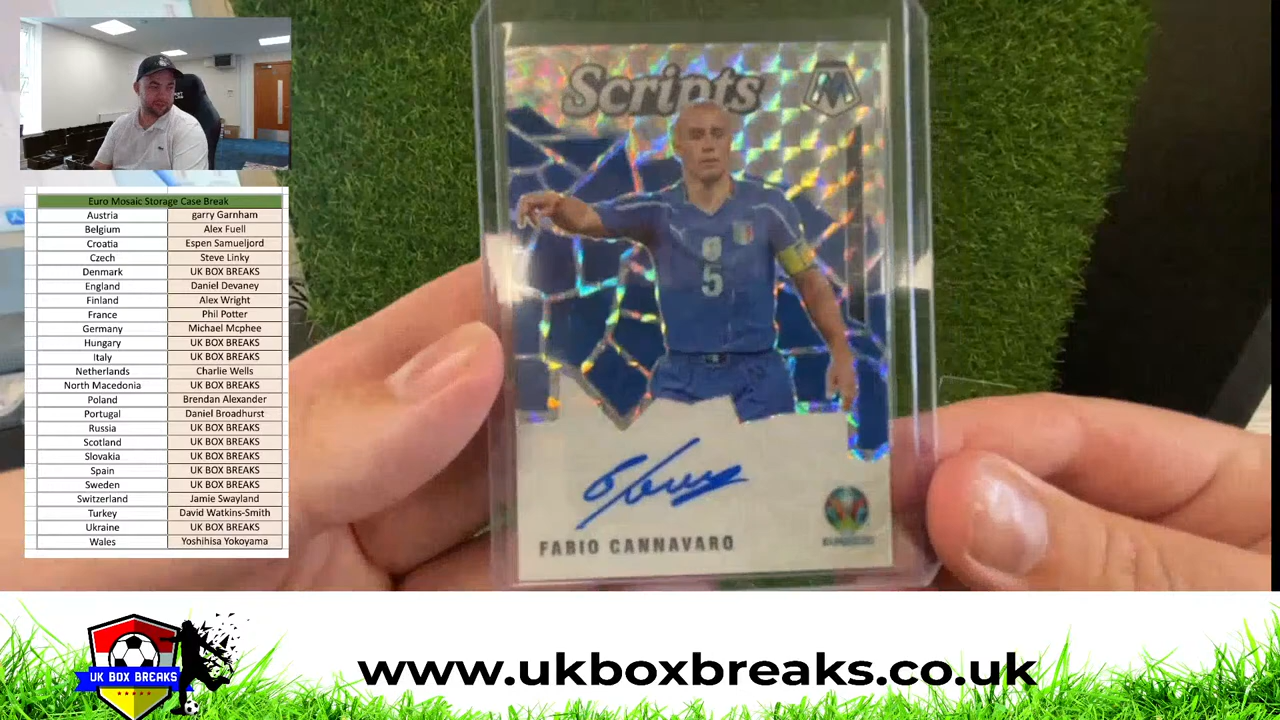 Scripts
5
FABIO CANNAVARO
Euro Mosaic Storage Case Break
Austria garry Garnham
Belgium Alex Fuell
Croatia Espen Samueljord
Czech Steve Linky
Denmark UK BOX BREAKS
England Daniel Devaney
Finland Alex Wright
France Phil Potter
Germany Michael Mcphee
Hungary UK BOX BREAKS
Italy UK BOX BREAKS
Netherlands Charlie Wells
North Macedonia UK BOX BREAKS
Poland Brendan Alexander
Portugal Daniel Broadhurst
Russia UK BOX BREAKS
Scotland UK BOX BREAKS
Slovakia UK BOX BREAKS
Spain UK BOX BREAKS
Sweden UK BOX BREAKS
Switzerland Jamie Swayland
Turkey David Watkins-Smith
Ukraine UK BOX BREAKS
Wales Yoshihisa Yokoyama
UK BOX BREAKS
www.ukboxbreaks.co.uk